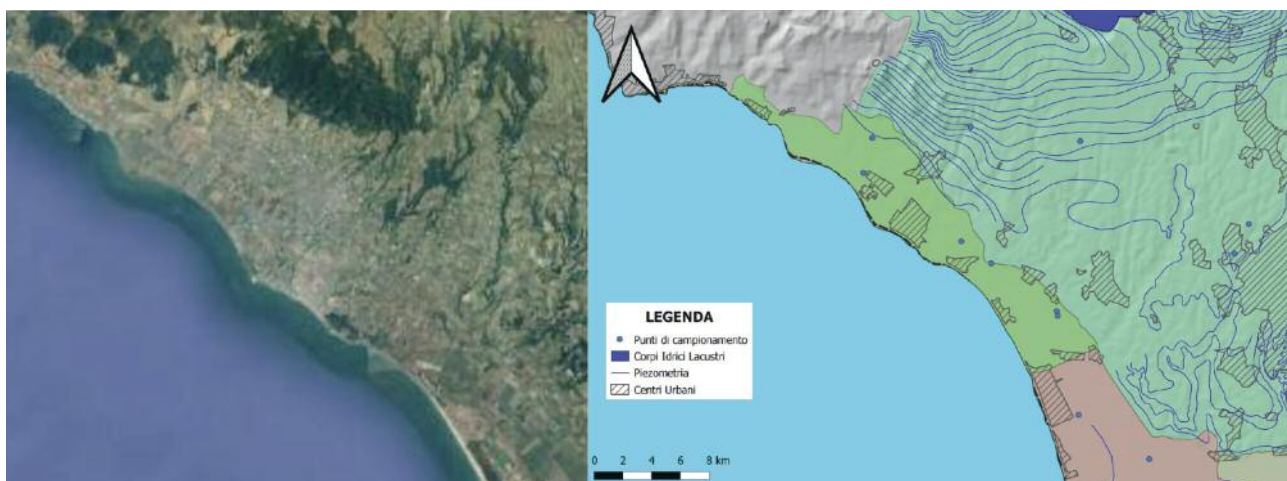 LEGENDA
Punti di campionamento
Corpi Idrici Lacustri
Piezometria
Centri Urbani
0 2 4 6 8 km